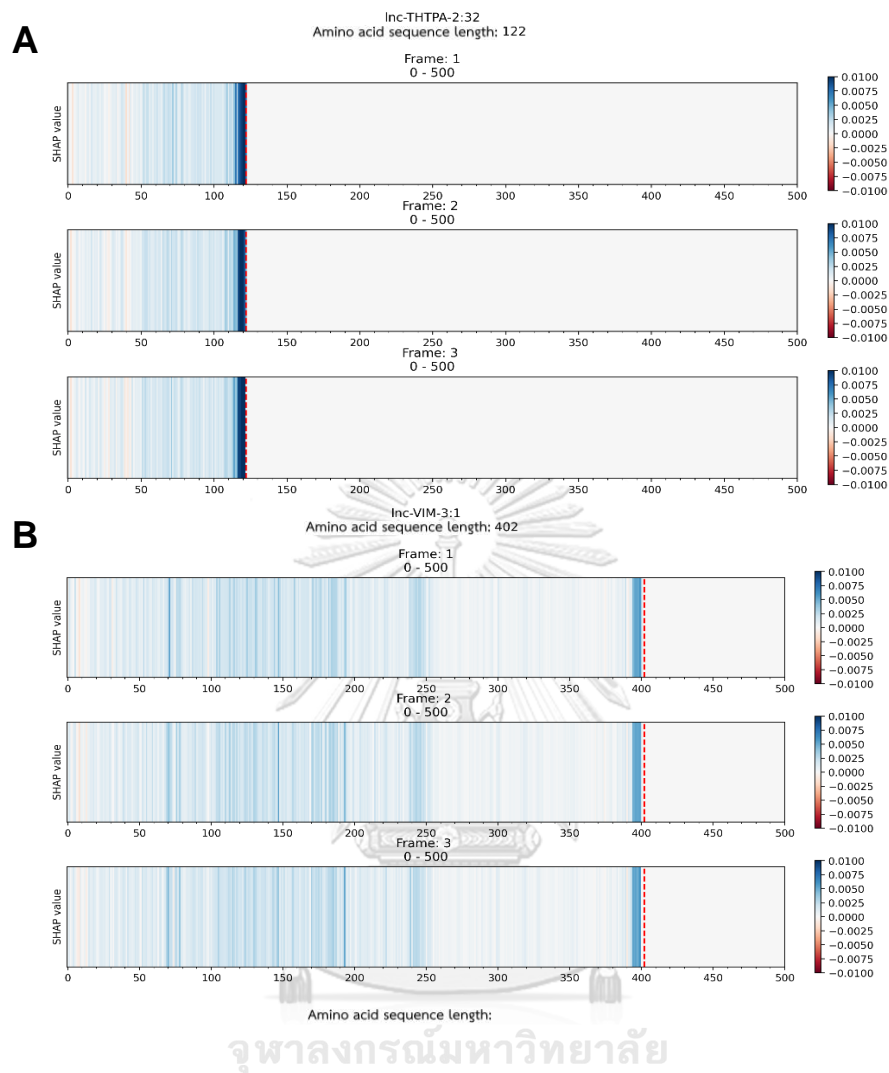 A
lnc-THTPA-2:32
Amino acid sequence length: 122
Frame: 1
0 - 500
SHAP value
0.0100
0.0075
0.0050
0.0025
0.0000
−0.0025
−0.0050
−0.0075
−0.0100
0 50 100 150 200 250 300 350 400 450 500
Frame: 2
0 - 500
SHAP value
0.0100
0.0075
0.0050
0.0025
0.0000
−0.0025
−0.0050
−0.0075
−0.0100
0 50 100 150 200 250 300 350 400 450 500
Frame: 3
0 - 500
SHAP value
0.0100
0.0075
0.0050
0.0025
0.0000
−0.0025
−0.0050
−0.0075
−0.0100
0 50 100 150 200 250 300 350 400 450 500
B
lnc-VIM-3:1
Amino acid sequence length: 402
Frame: 1
0 - 500
SHAP value
0.0100
0.0075
0.0050
0.0025
0.0000
−0.0025
−0.0050
−0.0075
−0.0100
0 50 100 150 200 250 300 350 400 450 500
Frame: 2
0 - 500
SHAP value
0.0100
0.0075
0.0050
0.0025
0.0000
−0.0025
−0.0050
−0.0075
−0.0100
0 50 100 150 200 250 300 350 400 450 500
Frame: 3
0 - 500
SHAP value
0.0100
0.0075
0.0050
0.0025
0.0000
−0.0025
−0.0050
−0.0075
−0.0100
0 50 100 150 200 250 300 350 400 450 500
Amino acid sequence length:
จุฬาลงกรณ์มหาวิทยาลัย